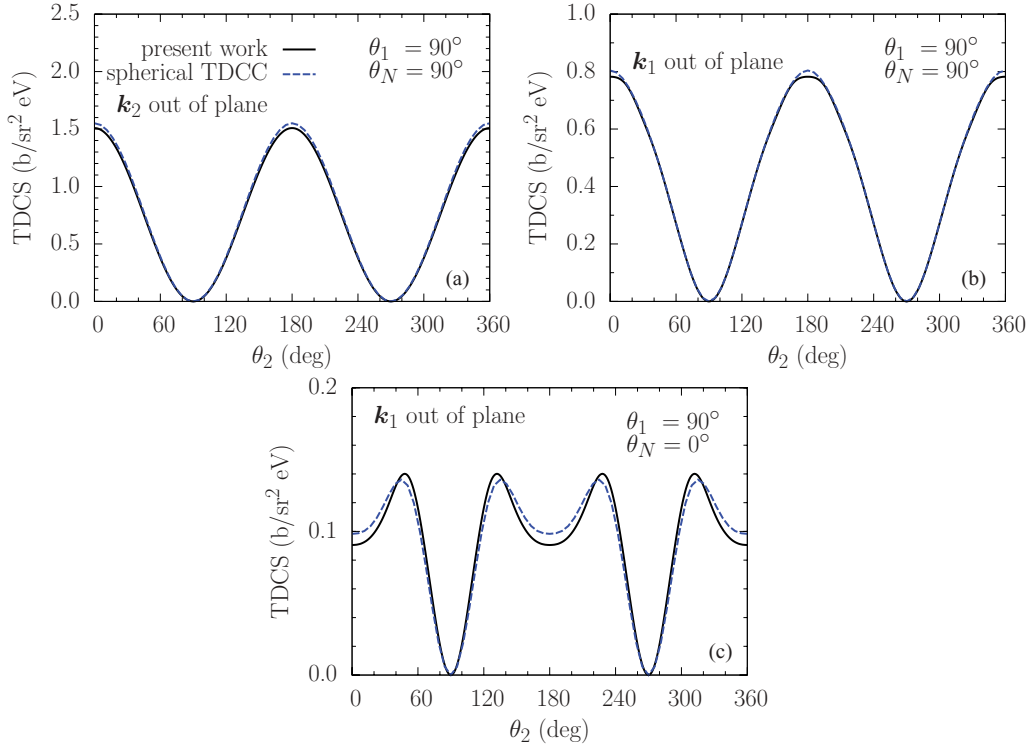 2.5
2.0
1.5
1.0
0.5
0.0
TDCS (b/sr² eV)
present work
spherical TDCC
k₂ out of plane
θ₁ = 90°
θ_N = 90°
(a)
0 60 120 180 240 300 360
θ₂ (deg)
1.0
0.8
0.6
0.4
0.2
0.0
TDCS (b/sr² eV)
k₁ out of plane
θ₁ = 90°
θ_N = 90°
(b)
0 60 120 180 240 300 360
θ₂ (deg)
0.2
0.1
0.0
TDCS (b/sr² eV)
k₁ out of plane
θ₁ = 90°
θ_N = 0°
(c)
0 60 120 180 240 300 360
θ₂ (deg)